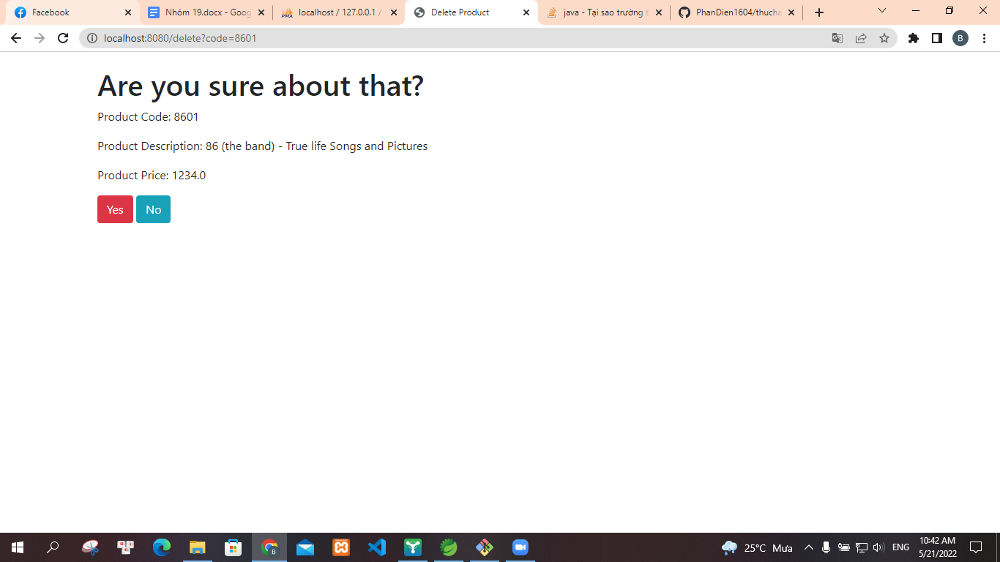 Facebook
Nhóm 19.docx - Goog
localhost / 127.0.0.1 /
Delete Product
java - Tại sao trường t
PhanDien1604/thucha
localhost:8080/delete?code=8601
B
Are you sure about that?
Product Code: 8601
Product Description: 86 (the band) - True life Songs and Pictures
Product Price: 1234.0
Yes No
25°C Mưa
ENG
10:42 AM
5/21/2022